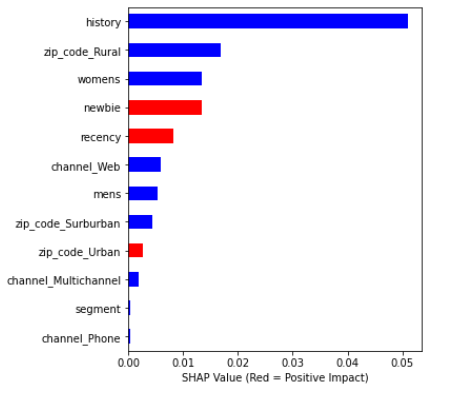 history
zip_code_Rural
womens
newbie
recency
channel_Web
mens
zip_code_Surburban
zip_code_Urban
channel_Multichannel
segment
channel_Phone
0.00 0.01 0.02 0.03 0.04 0.05
SHAP Value (Red = Positive Impact)